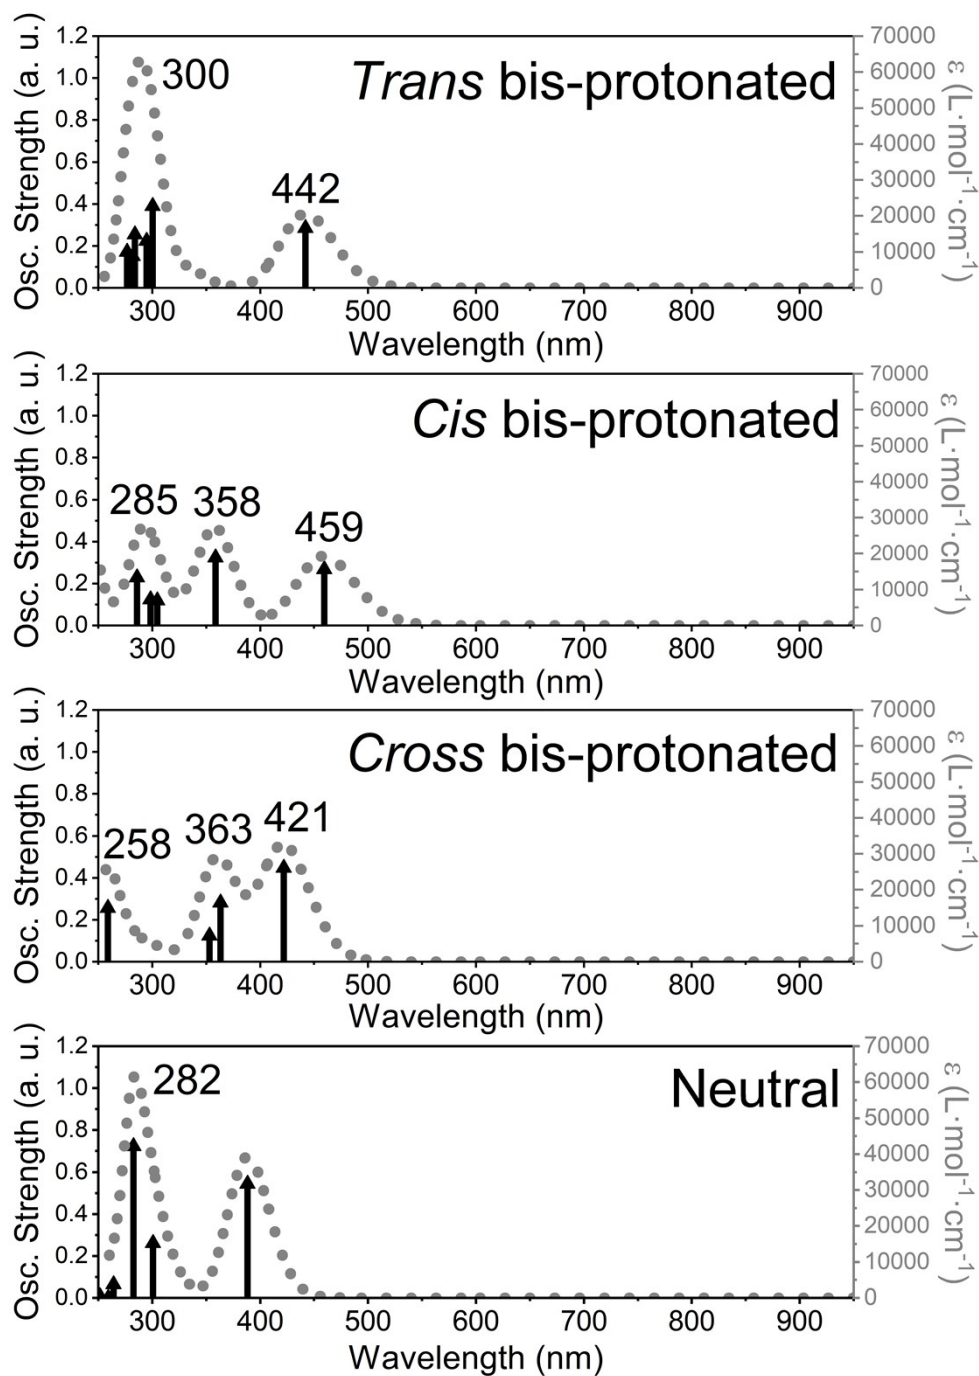 Trans bis-protonated
300
442
Osc. Strength (a. u.)
1.2
1.0
0.8
0.6
0.4
0.2
0.0
70000
60000
50000
40000
30000
20000
10000
0
ε (L·mol-1·cm-1)
300 400 500 600 700 800 900
Wavelength (nm)
Cis bis-protonated
285 358 459
Osc. Strength (a. u.)
1.2
1.0
0.8
0.6
0.4
0.2
0.0
70000
60000
50000
40000
30000
20000
10000
0
ε (L·mol-1·cm-1)
300 400 500 600 700 800 900
Wavelength (nm)
Cross bis-protonated
258 363 421
Osc. Strength (a. u.)
1.2
1.0
0.8
0.6
0.4
0.2
0.0
70000
60000
50000
40000
30000
20000
10000
0
ε (L·mol-1·cm-1)
300 400 500 600 700 800 900
Wavelength (nm)
Neutral
282
Osc. Strength (a. u.)
1.2
1.0
0.8
0.6
0.4
0.2
0.0
70000
60000
50000
40000
30000
20000
10000
0
ε (L·mol-1·cm-1)
300 400 500 600 700 800 900
Wavelength (nm)